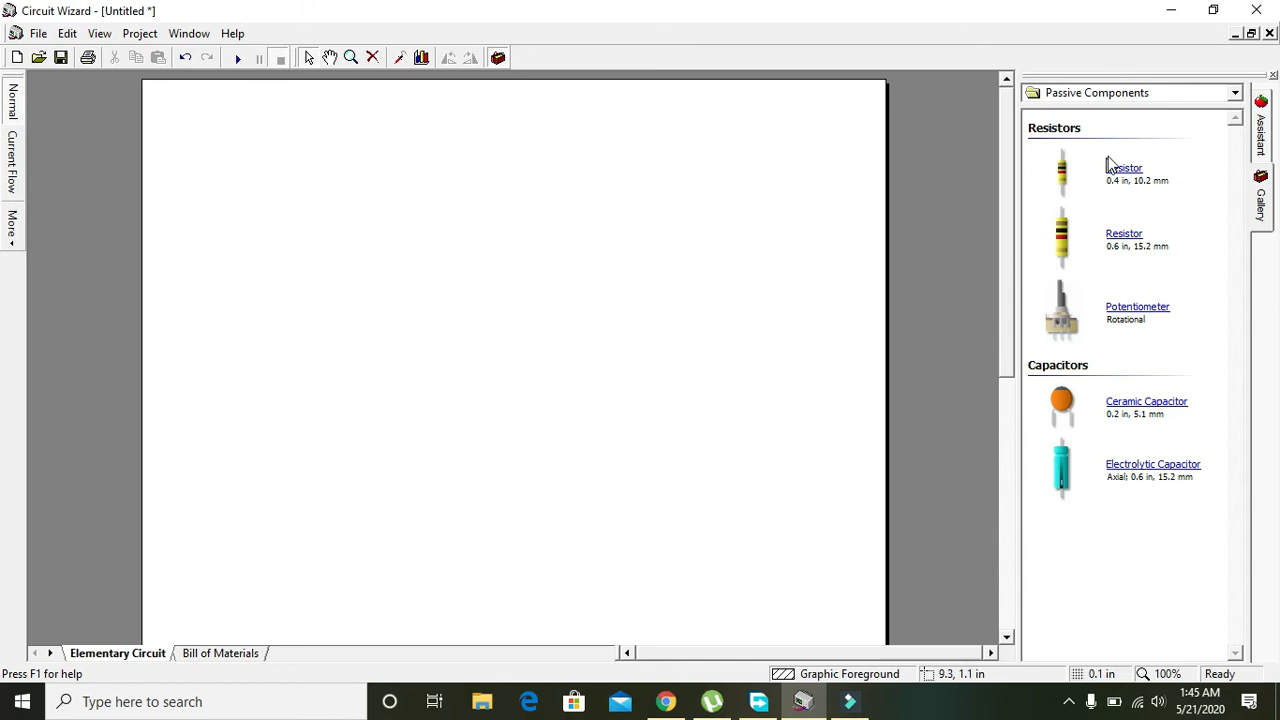 Circuit Wizard - [Untitled *]
File Edit View Project Window Help
Normal
Current Flow
More
Passive Components
Resistors
0.4 in, 10.2 mm
Resistor
0.6 in, 15.2 mm
Potentiometer
Rotational
Capacitors
Ceramic Capacitor
0.2 in, 5.1 mm
Electrolytic Capacitor
Axial; 0.6 in, 15.2 mm
Assistant
Gallery
Elementary Circuit Bill of Materials
Press F1 for help Graphic Foreground 9.3, 1.1 in 0.1 in 100% Ready
Type here to search
1:45 AM
5/21/2020